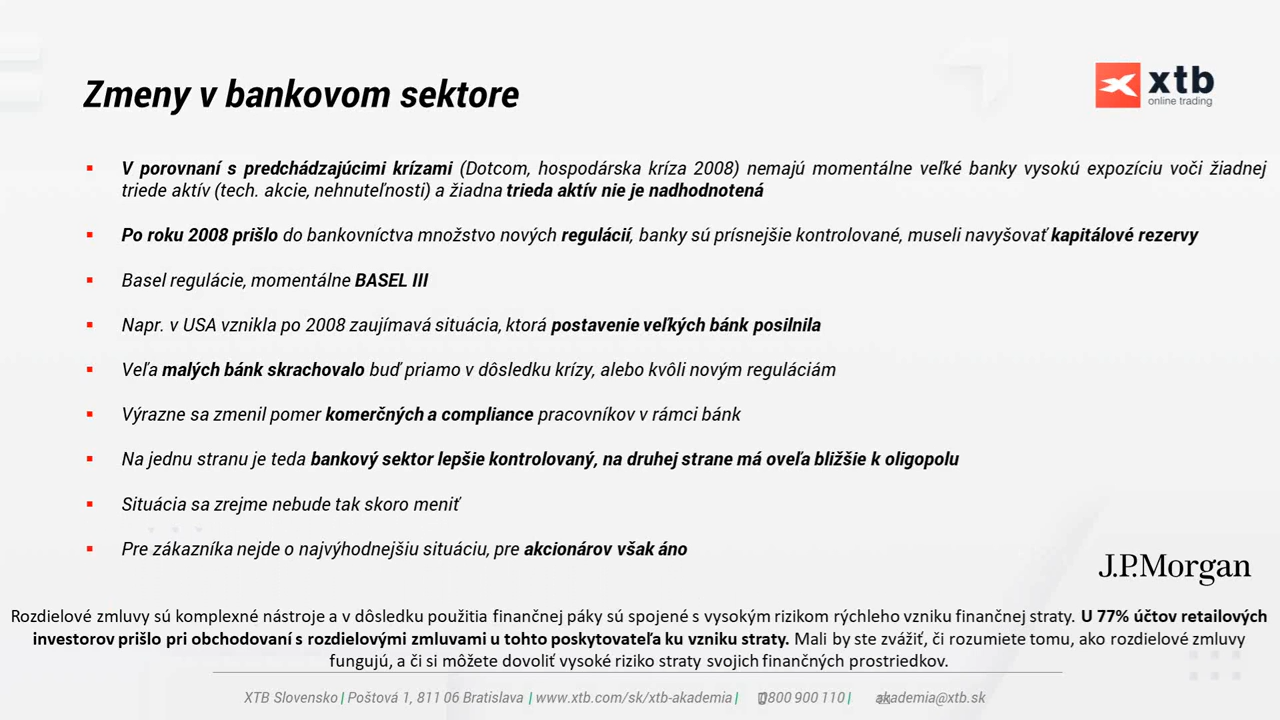 Zmeny v bankovom sektore
xtb
online trading
V porovnaní s predchádzajúcimi krízami (Dotcom, hospodárska kríza 2008) nemajú momentálne veľké banky vysokú expozíciu voči žiadnej
triede aktív (tech. akcie, nehnuteľnosti) a žiadna trieda aktív nie je nadhodnotená
Po roku 2008 prišlo do bankovníctva množstvo nových regulácií, banky sú prísnejšie kontrolované, museli navyšovať kapitálové rezervy
Basel regulácie, momentálne BASEL III
Napr. v USA vznikla po 2008 zaujímavá situácia, ktorá postavenie veľkých bánk posilnila
Veľa malých bánk skrachovalo buď priamo v dôsledku krízy, alebo kvôli novým reguláciám
Výrazne sa zmenil pomer komerčných a compliance pracovníkov v rámci bánk
Na jednu stranu je teda bankový sektor lepšie kontrolovaný, na druhej strane má oveľa bližšie k oligopolu
Situácia sa zrejme nebude tak skoro meniť
Pre zákazníka nejde o najvýhodnejšiu situáciu, pre akcionárov však áno
J.P.Morgan
Rozdielové zmluvy sú komplexné nástroje a v dôsledku použitia finančnej páky sú spojené s vysokým rizikom rýchleho vzniku finančnej straty. U 77% účtov retailových
investorov prišlo pri obchodovaní s rozdielovými zmluvami u tohto poskytovateľa ku vzniku straty. Mali by ste zvážiť, či rozumiete tomu, ako rozdielové zmluvy
fungujú, a či si môžete dovoliť vysoké riziko straty svojich finančných prostriedkov.
XTB Slovensko | Poštová 1, 811 06 Bratislava | www.xtb.com/sk/xtb-akademia | 0800 900 110 | akademia@xtb.sk